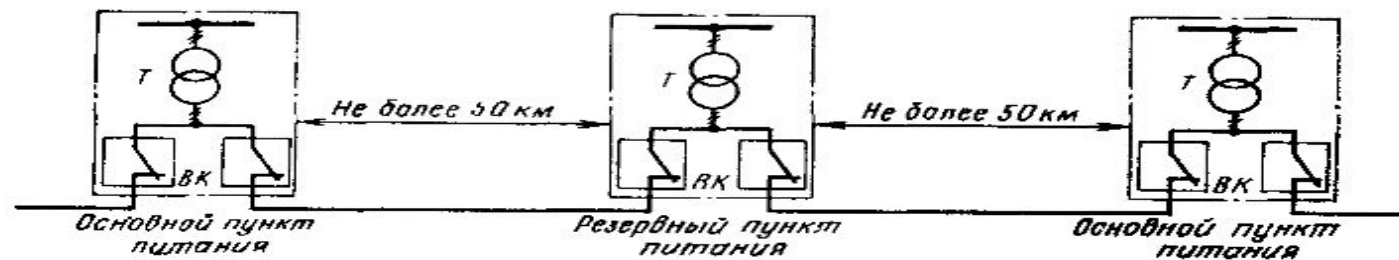 Т
Не более 50 км
Т
Не более 50 км
Т
ВК
ВК
ВК
Основной пункт
питания
Резервный пункт
питания
Основной пункт
питания